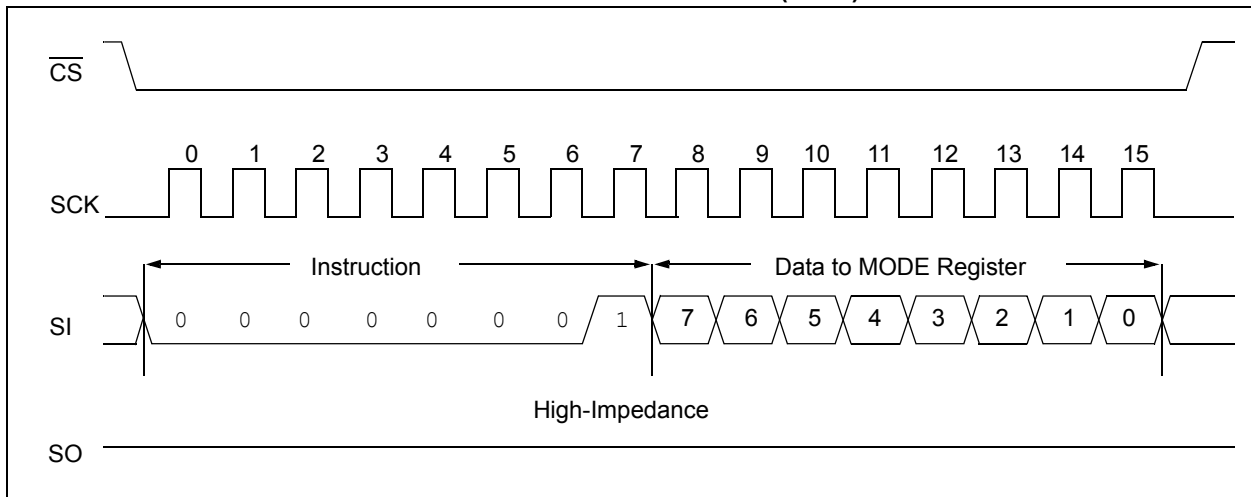 CS
0 1 2 3 4 5 6 7 8 9 10 11 12 13 14 15
SCK
Instruction Data to MODE Register
SI 0 0 0 0 0 0 0 1 7 6 5 4 3 2 1 0
High-Impedance
SO